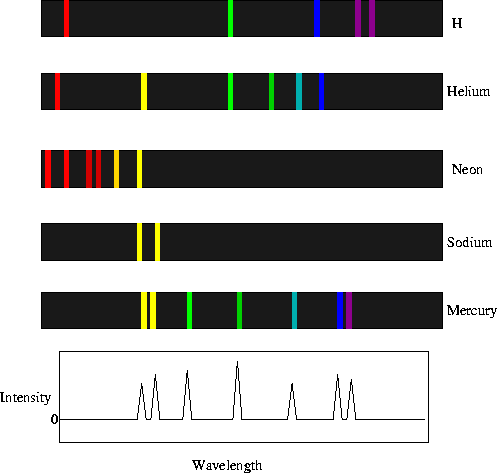 H
Helium
Neon
Sodium
Mercury
Intensity
0
Wavelength